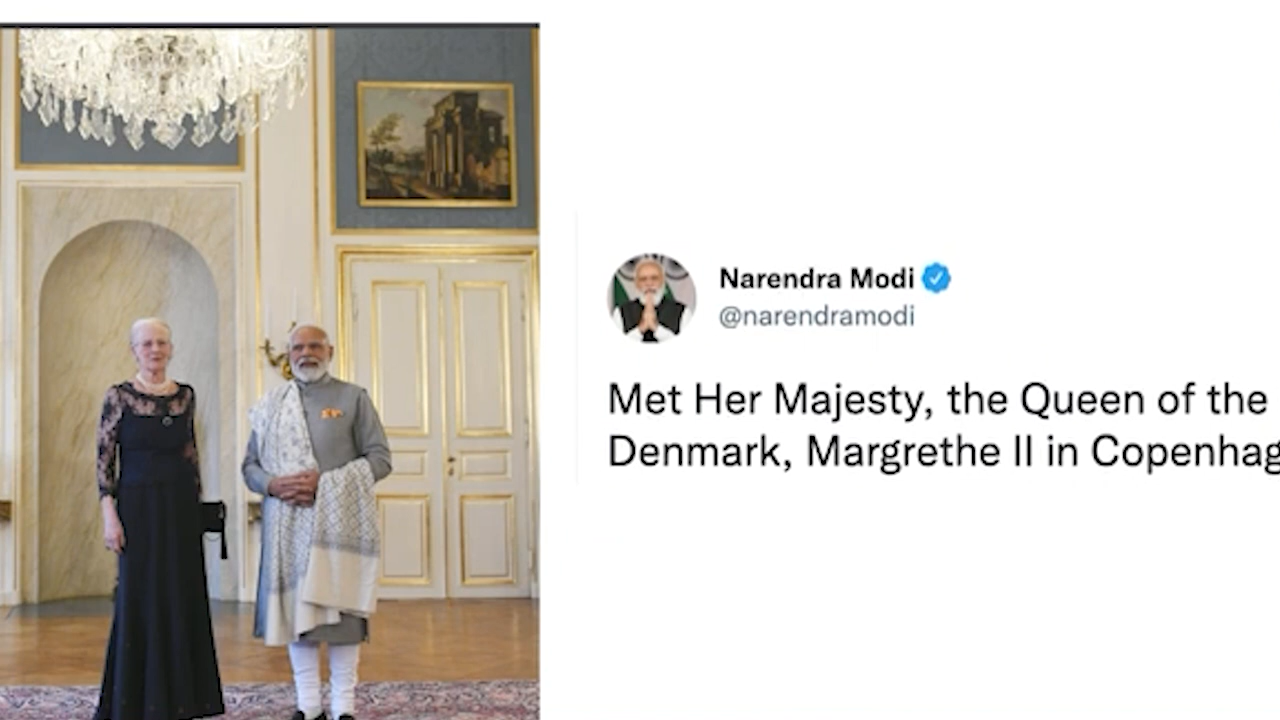 Narendra Modi
@narendramodi
Met Her Majesty, the Queen of the
Denmark, Margrethe II in Copenhag